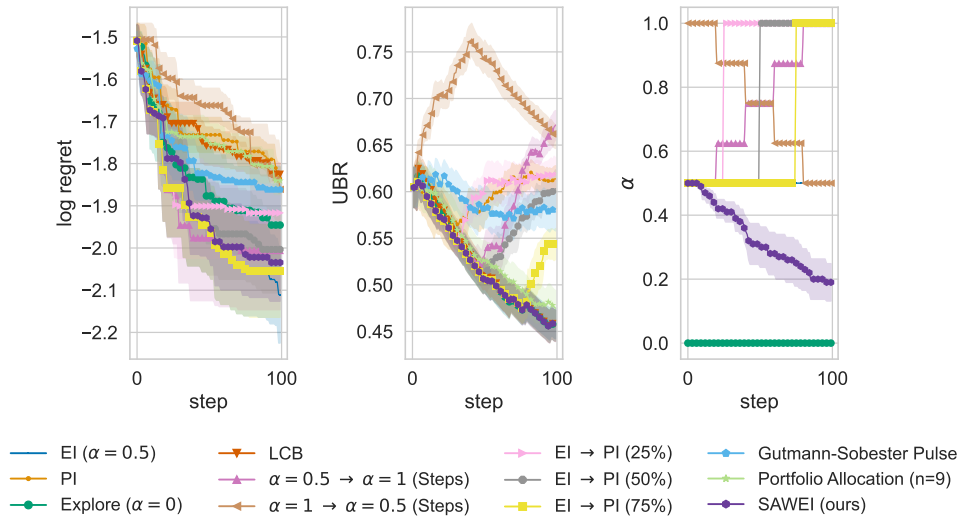 log regret
−1.5
−1.6
−1.7
−1.8
−1.9
−2.0
−2.1
−2.2
0
100
step
UBR
0.75
0.70
0.65
0.60
0.55
0.50
0.45
0
100
step
α
1.0
0.8
0.6
0.4
0.2
0.0
0
100
step
EI (α = 0.5)
PI
Explore (α = 0)
LCB
α = 0.5 → α = 1 (Steps)
α = 1 → α = 0.5 (Steps)
EI → PI (25%)
EI → PI (50%)
EI → PI (75%)
Gutmann-Sobester Pulse
Portfolio Allocation (n=9)
SAWEI (ours)